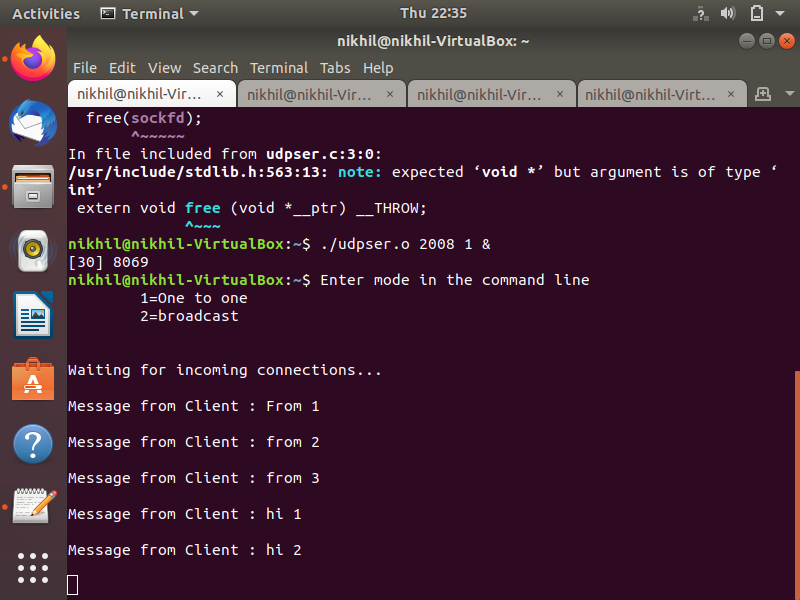 Activities Terminal Thu 22:35
nikhil@nikhil-VirtualBox: ~
File Edit View Search Terminal Tabs Help
nikhil@nikhil-Vir... × nikhil@nikhil-Vir... × nikhil@nikhil-Vir... × nikhil@nikhil-Virt... ×
free(sockfd);
^~~~~~
In file included from udpser.c:3:0:
/usr/include/stdlib.h:563:13: note: expected ‘void *’ but argument is of type ‘
int’
extern void free (void *__ptr) __THROW;
^~~~
nikhil@nikhil-VirtualBox:~$ ./udpser.o 2008 1 &
[30] 8069
nikhil@nikhil-VirtualBox:~$ Enter mode in the command line
1=One to one
2=broadcast
Waiting for incoming connections...
Message from Client : From 1
Message from Client : from 2
Message from Client : from 3
Message from Client : hi 1
Message from Client : hi 2